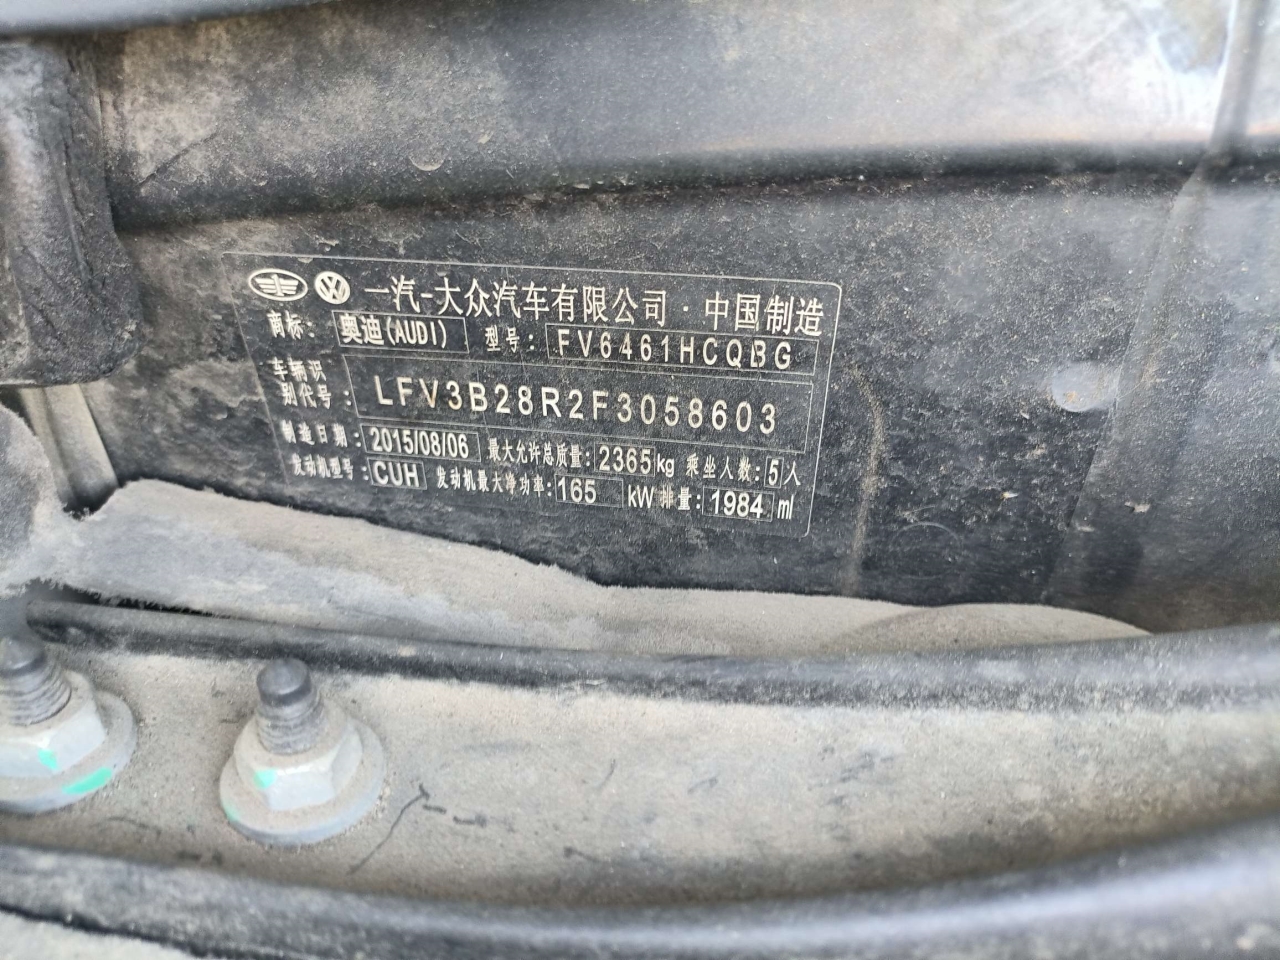 一汽-大众汽车有限公司·中国制造
商标: 奥迪(AUDI) 型号: FV6461HCQBG
车辆识别代号: LFV3B28R2F3058603
制造日期: 2015/08/06 最大允许总质量: 2365kg 乘坐人数: 5人
发动机型号: CUH 发动机最大净功率: 165 kW 排量: 1984 ml